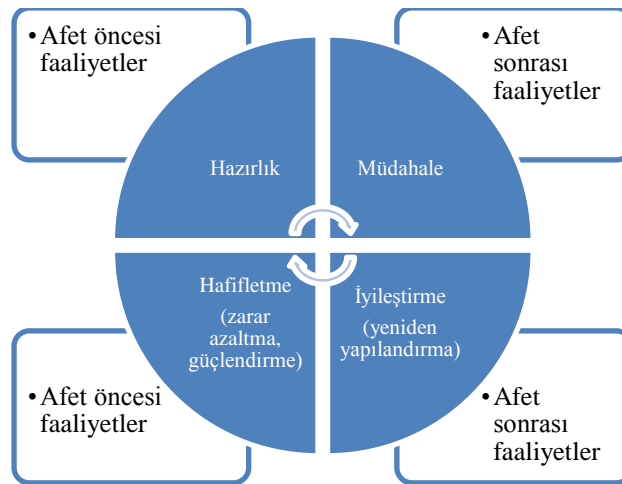 • Afet öncesi
faaliyetler
• Afet
sonrası
faaliyetler
Hazırlık
Müdahale
Hafifletme
(zarar
azaltma,
güçlendirme)
İyileştirme
(yeniden
yapılandırma)
• Afet öncesi
faaliyetler
• Afet
sonrası
faaliyetler